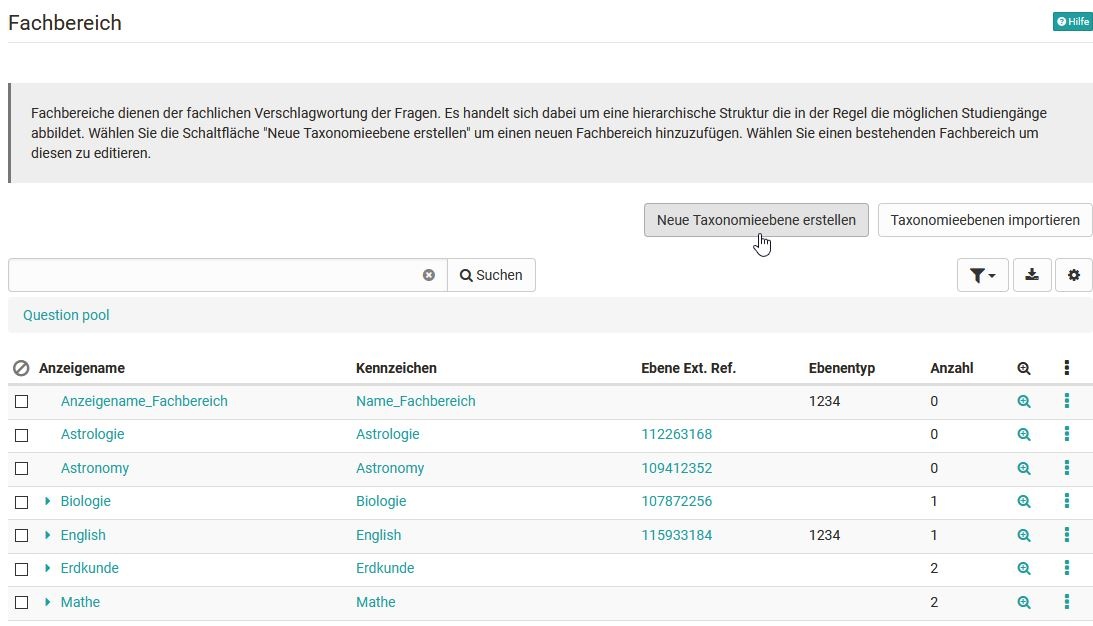 Fachbereich
Hilfe
Fachbereiche dienen der fachlichen Verschlagwortung der Fragen. Es handelt sich dabei um eine hierarchische Struktur die in der Regel die möglichen Studiengänge
abbildet. Wählen Sie die Schaltfläche "Neue Taxonomieebene erstellen" um einen neuen Fachbereich hinzuzufügen. Wählen Sie einen bestehenden Fachbereich um
diesen zu editieren.
Neue Taxonomieebene erstellen Taxonomieebenen importieren
Suchen
Question pool
Anzeigename Kennzeichen Ebene Ext. Ref. Ebenentyp Anzahl
Anzeigename_Fachbereich Name_Fachbereich 1234 0
Astrologie Astrologie 112263168 0
Astronomy Astronomy 109412352 0
Biologie Biologie 107872256 1
English English 115933184 1234 1
Erdkunde Erdkunde 2
Mathe Mathe 2